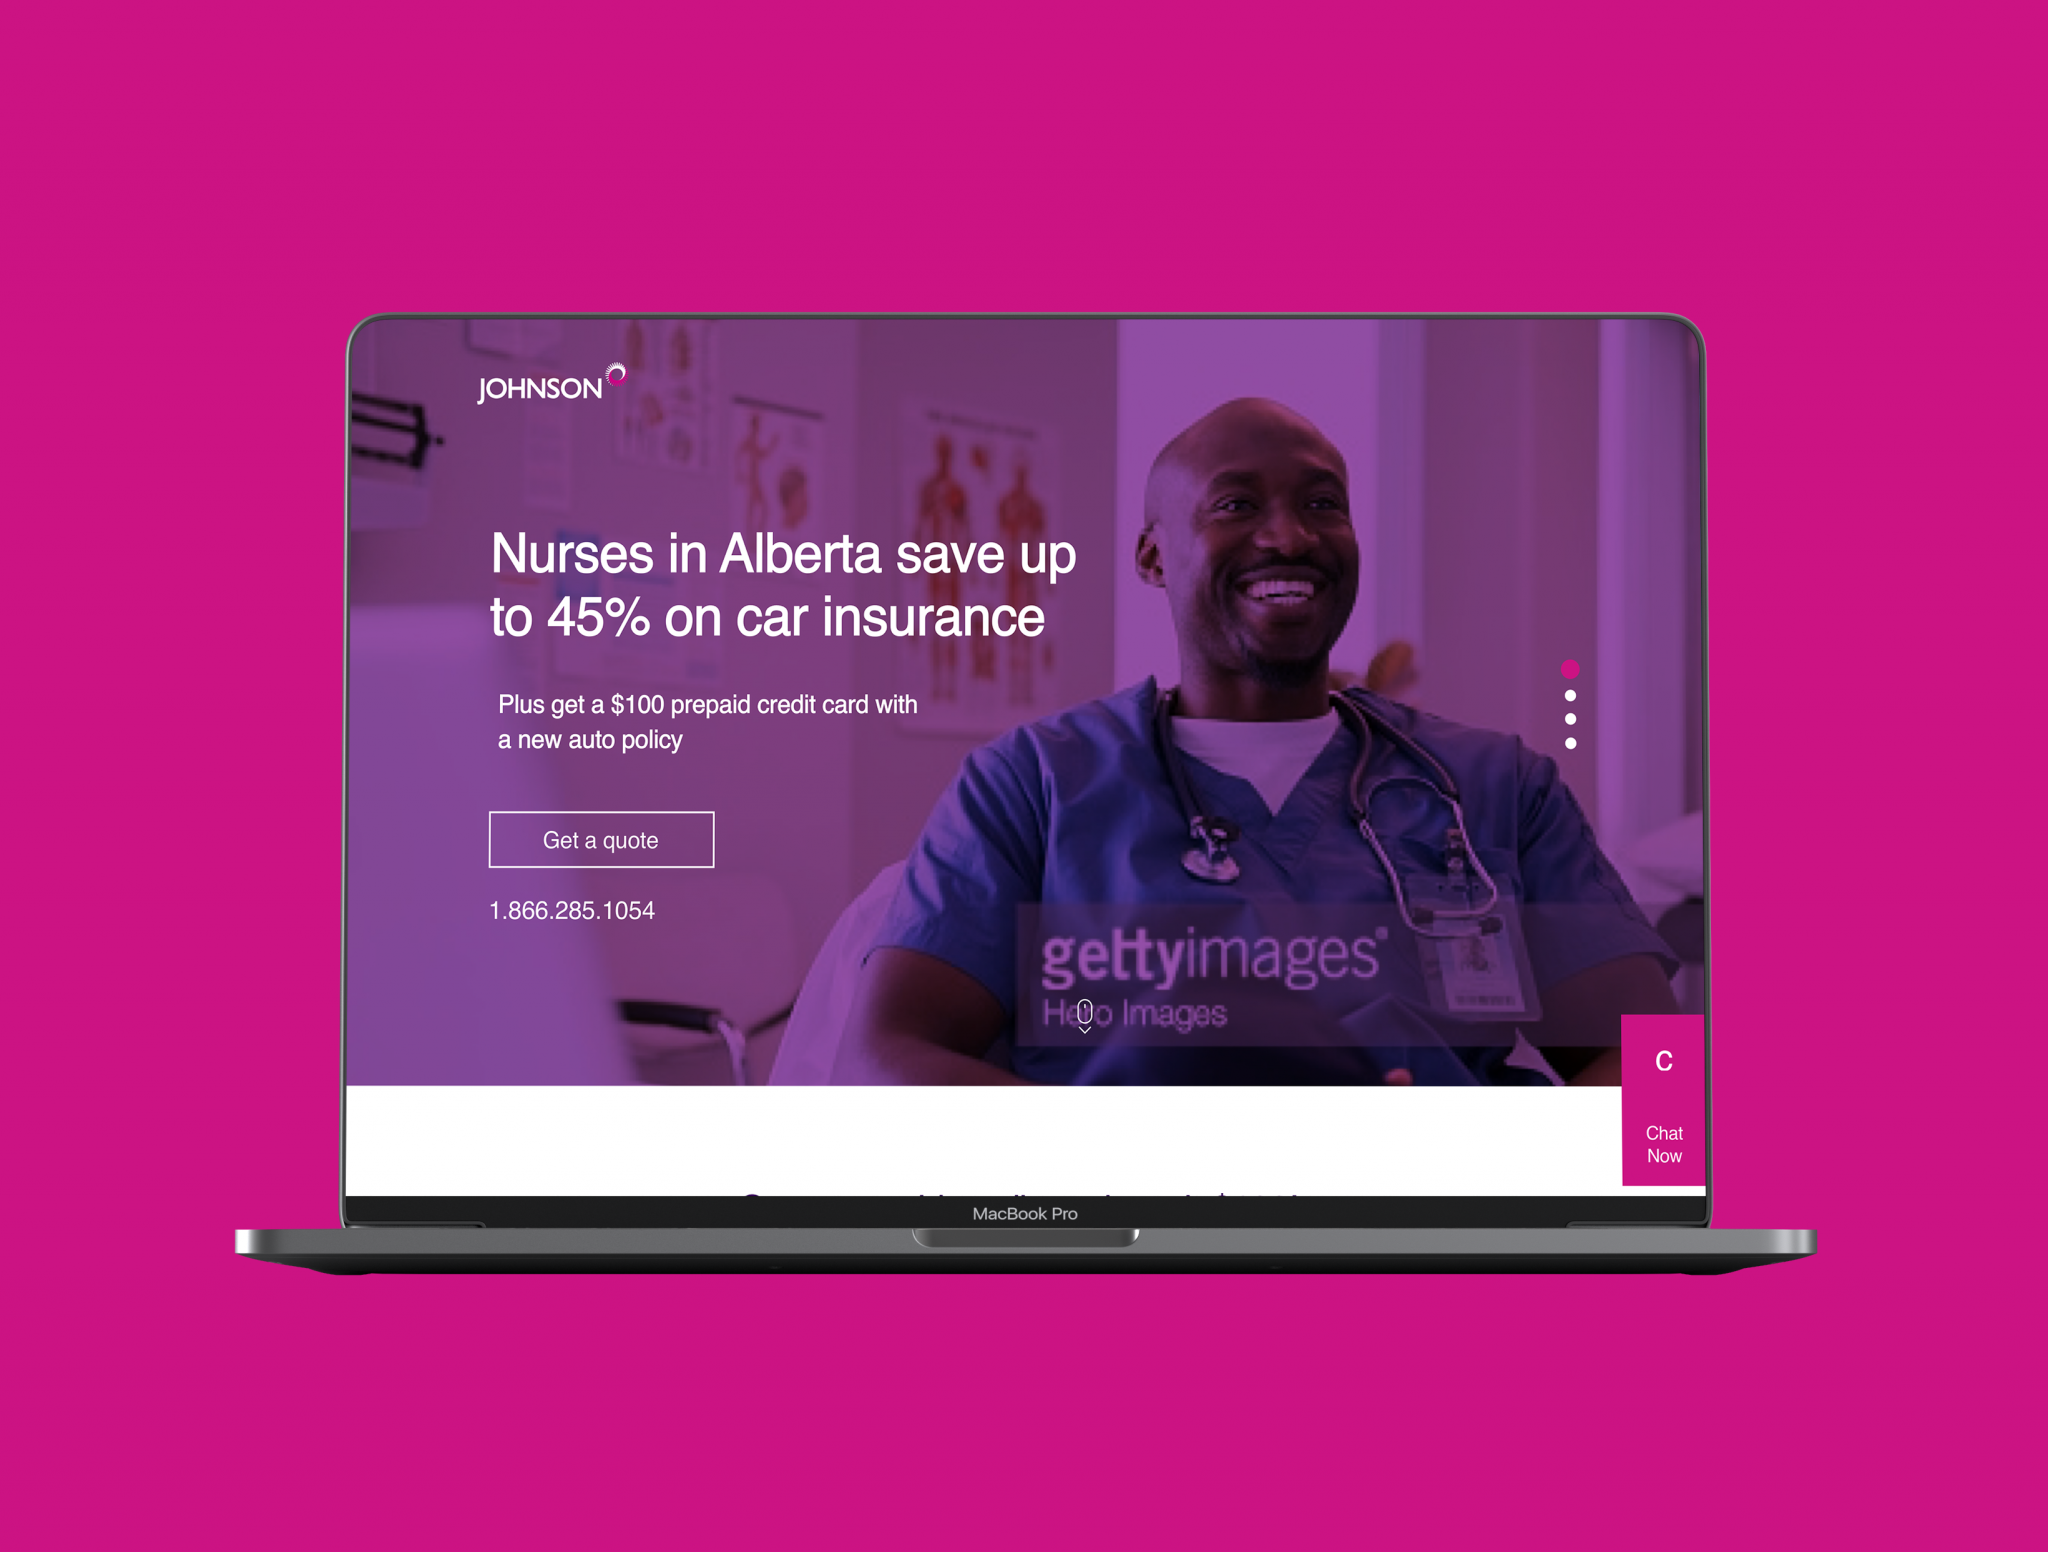 JOHNSON
Nurses in Alberta save up
to 45% on car insurance
Plus get a $100 prepaid credit card with
a new auto policy
Get a quote
1.866.285.1054
gettyimages®
Hero Images
C
Chat
Now
MacBook Pro